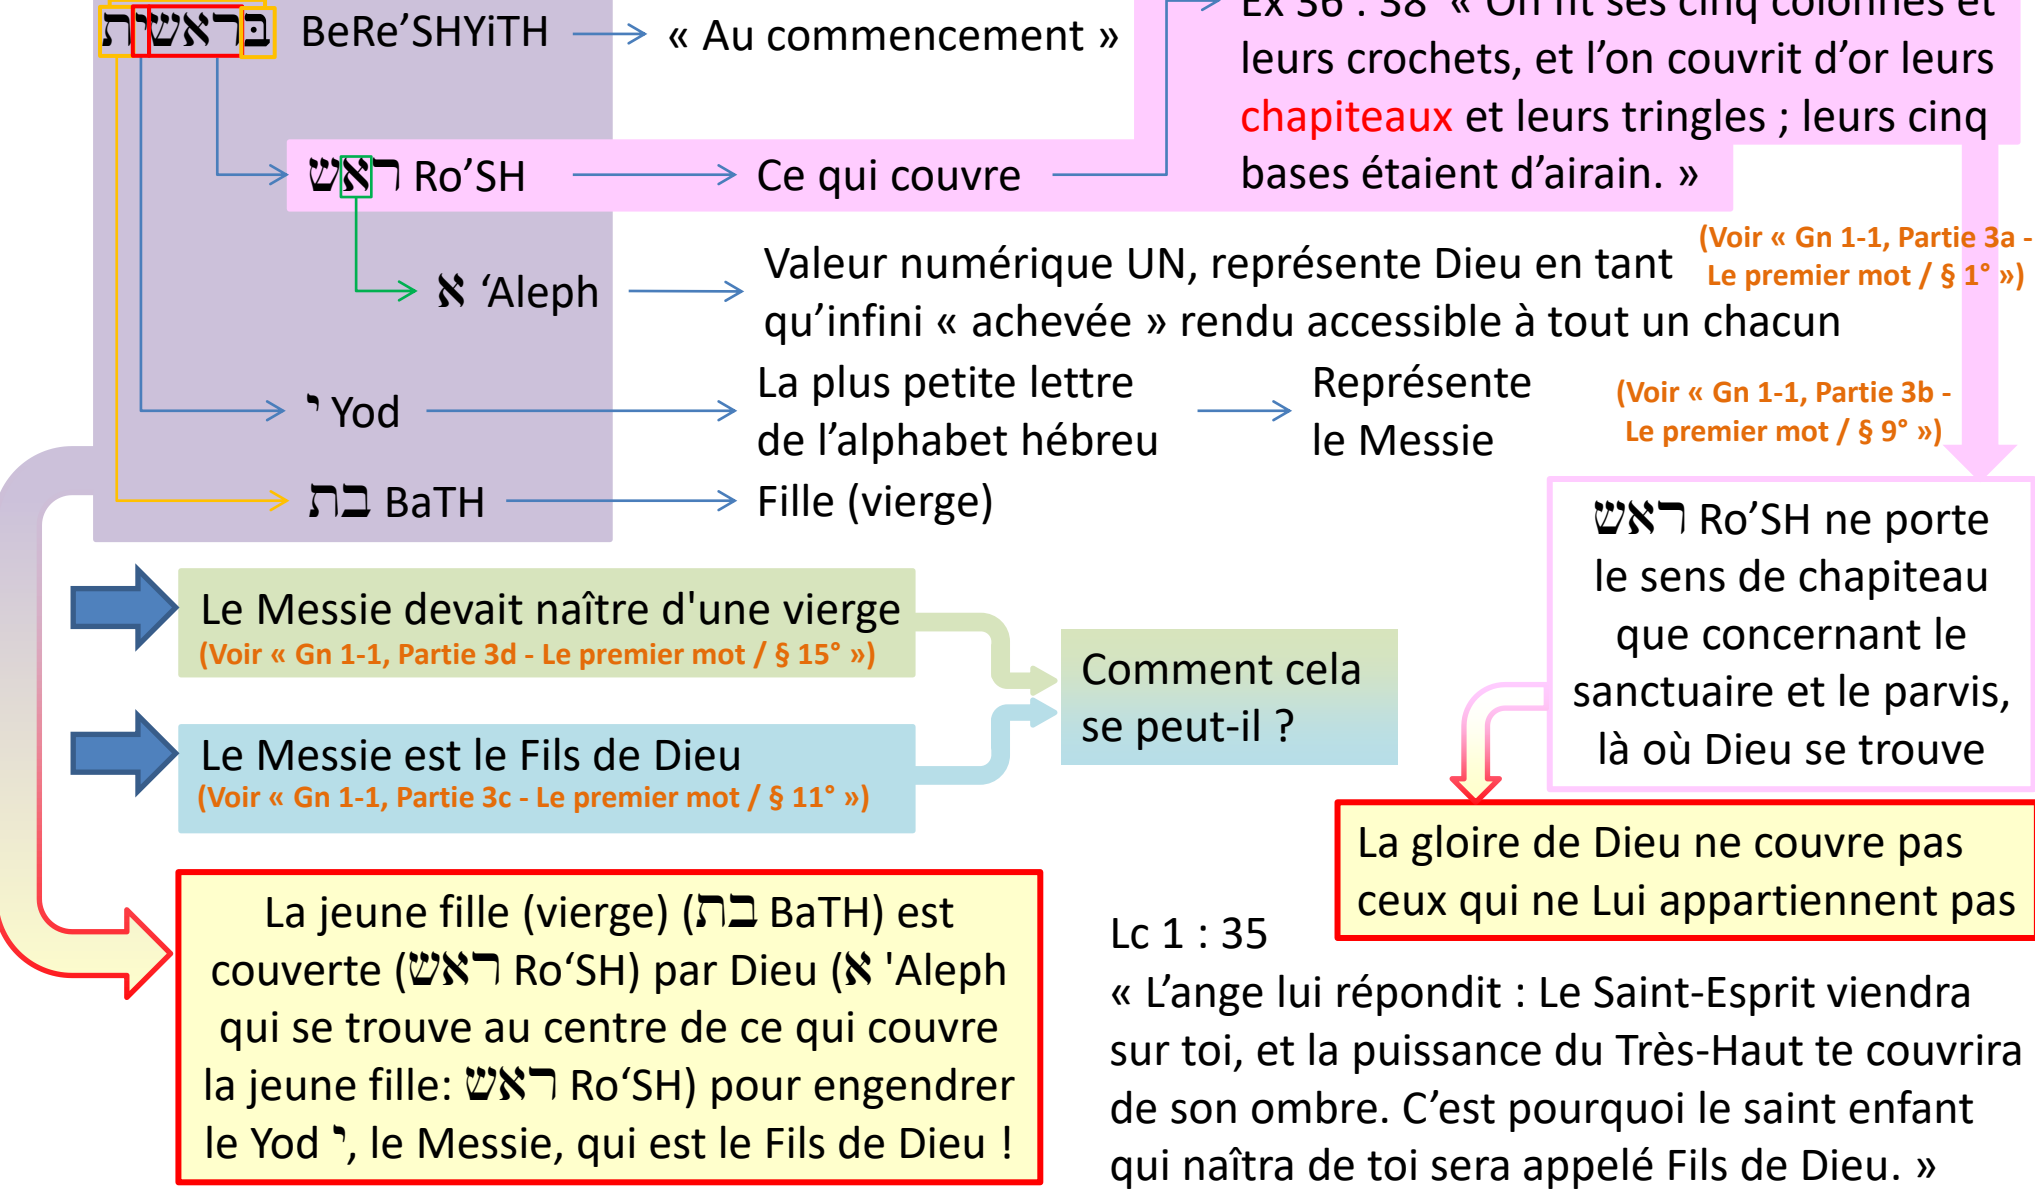 בראשית BeRe’SHYiTH
« Au commencement »
Ex 36 : 38 « On fit ses cinq colonnes et
leurs crochets, et l’on couvrit d’or leurs
chapiteaux et leurs tringles ; leurs cinq
bases étaient d’airain. »
ראש Ro’SH
Ce qui couvre
(Voir « Gn 1-1, Partie 3a -
Le premier mot / § 1° »)
א ‘Aleph
Valeur numérique UN, représente Dieu en tant
qu’infini « achevée » rendu accessible à tout un chacun
י Yod
La plus petite lettre
de l’alphabet hébreu
Représente
le Messie
(Voir « Gn 1-1, Partie 3b -
Le premier mot / § 9° »)
בת BaTH
Fille (vierge)
ראש Ro’SH ne porte
le sens de chapiteau
que concernant le
sanctuaire et le parvis,
là où Dieu se trouve
Le Messie devait naître d'une vierge
(Voir « Gn 1-1, Partie 3d - Le premier mot / § 15° »)
Le Messie est le Fils de Dieu
(Voir « Gn 1-1, Partie 3c - Le premier mot / § 11° »)
Comment cela
se peut-il ?
La gloire de Dieu ne couvre pas
ceux qui ne Lui appartiennent pas
La jeune fille (vierge) (בת BaTH) est
couverte (ראש Ro‘SH) par Dieu (א 'Aleph
qui se trouve au centre de ce qui couvre
la jeune fille: ראש Ro‘SH) pour engendrer
le Yod י, le Messie, qui est le Fils de Dieu !
Lc 1 : 35
« L’ange lui répondit : Le Saint-Esprit viendra
sur toi, et la puissance du Très-Haut te couvrira
de son ombre. C’est pourquoi le saint enfant
qui naîtra de toi sera appelé Fils de Dieu. »